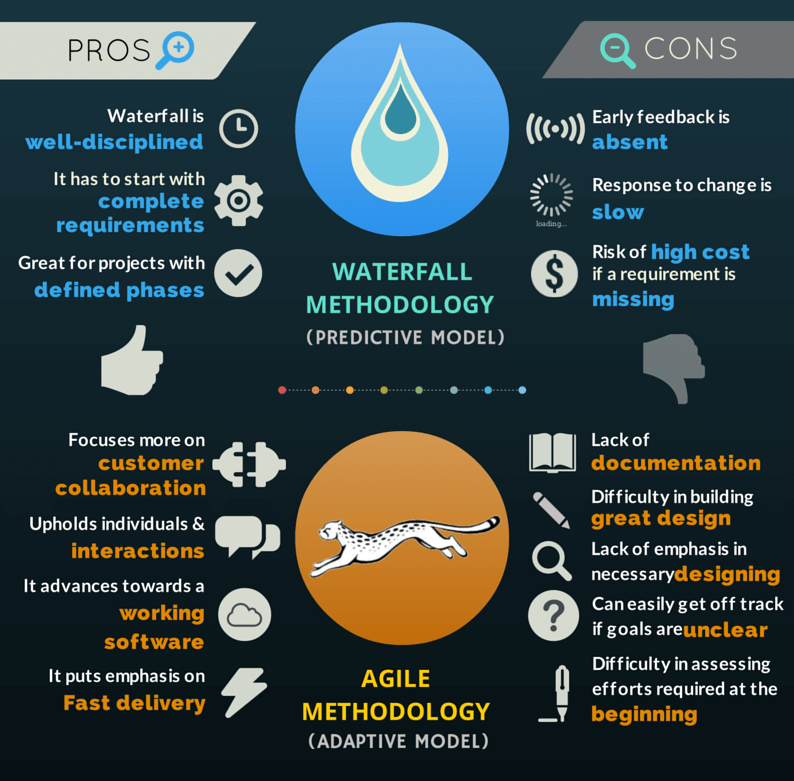 PROS
CONS
Waterfall is
well-disciplined
It has to start with
complete
requirements
Great for projects with
defined phases
WATERFALL
METHODOLOGY
(PREDICTIVE MODEL)
Early feedback is
absent
Response to change is
slow
loading...
Risk of high cost
if a requirement is
missing
$
Focuses more on
customer
collaboration
Upholds individuals &
interactions
It advances towards a
working
software
It puts emphasis on
Fast delivery
AGILE
METHODOLOGY
(ADAPTIVE MODEL)
Lack of
documentation
Difficulty in building
great design
Lack of emphasis in
necessary designing
?
Can easily get off track
if goals are unclear
Difficulty in assessing
efforts required at the
beginning